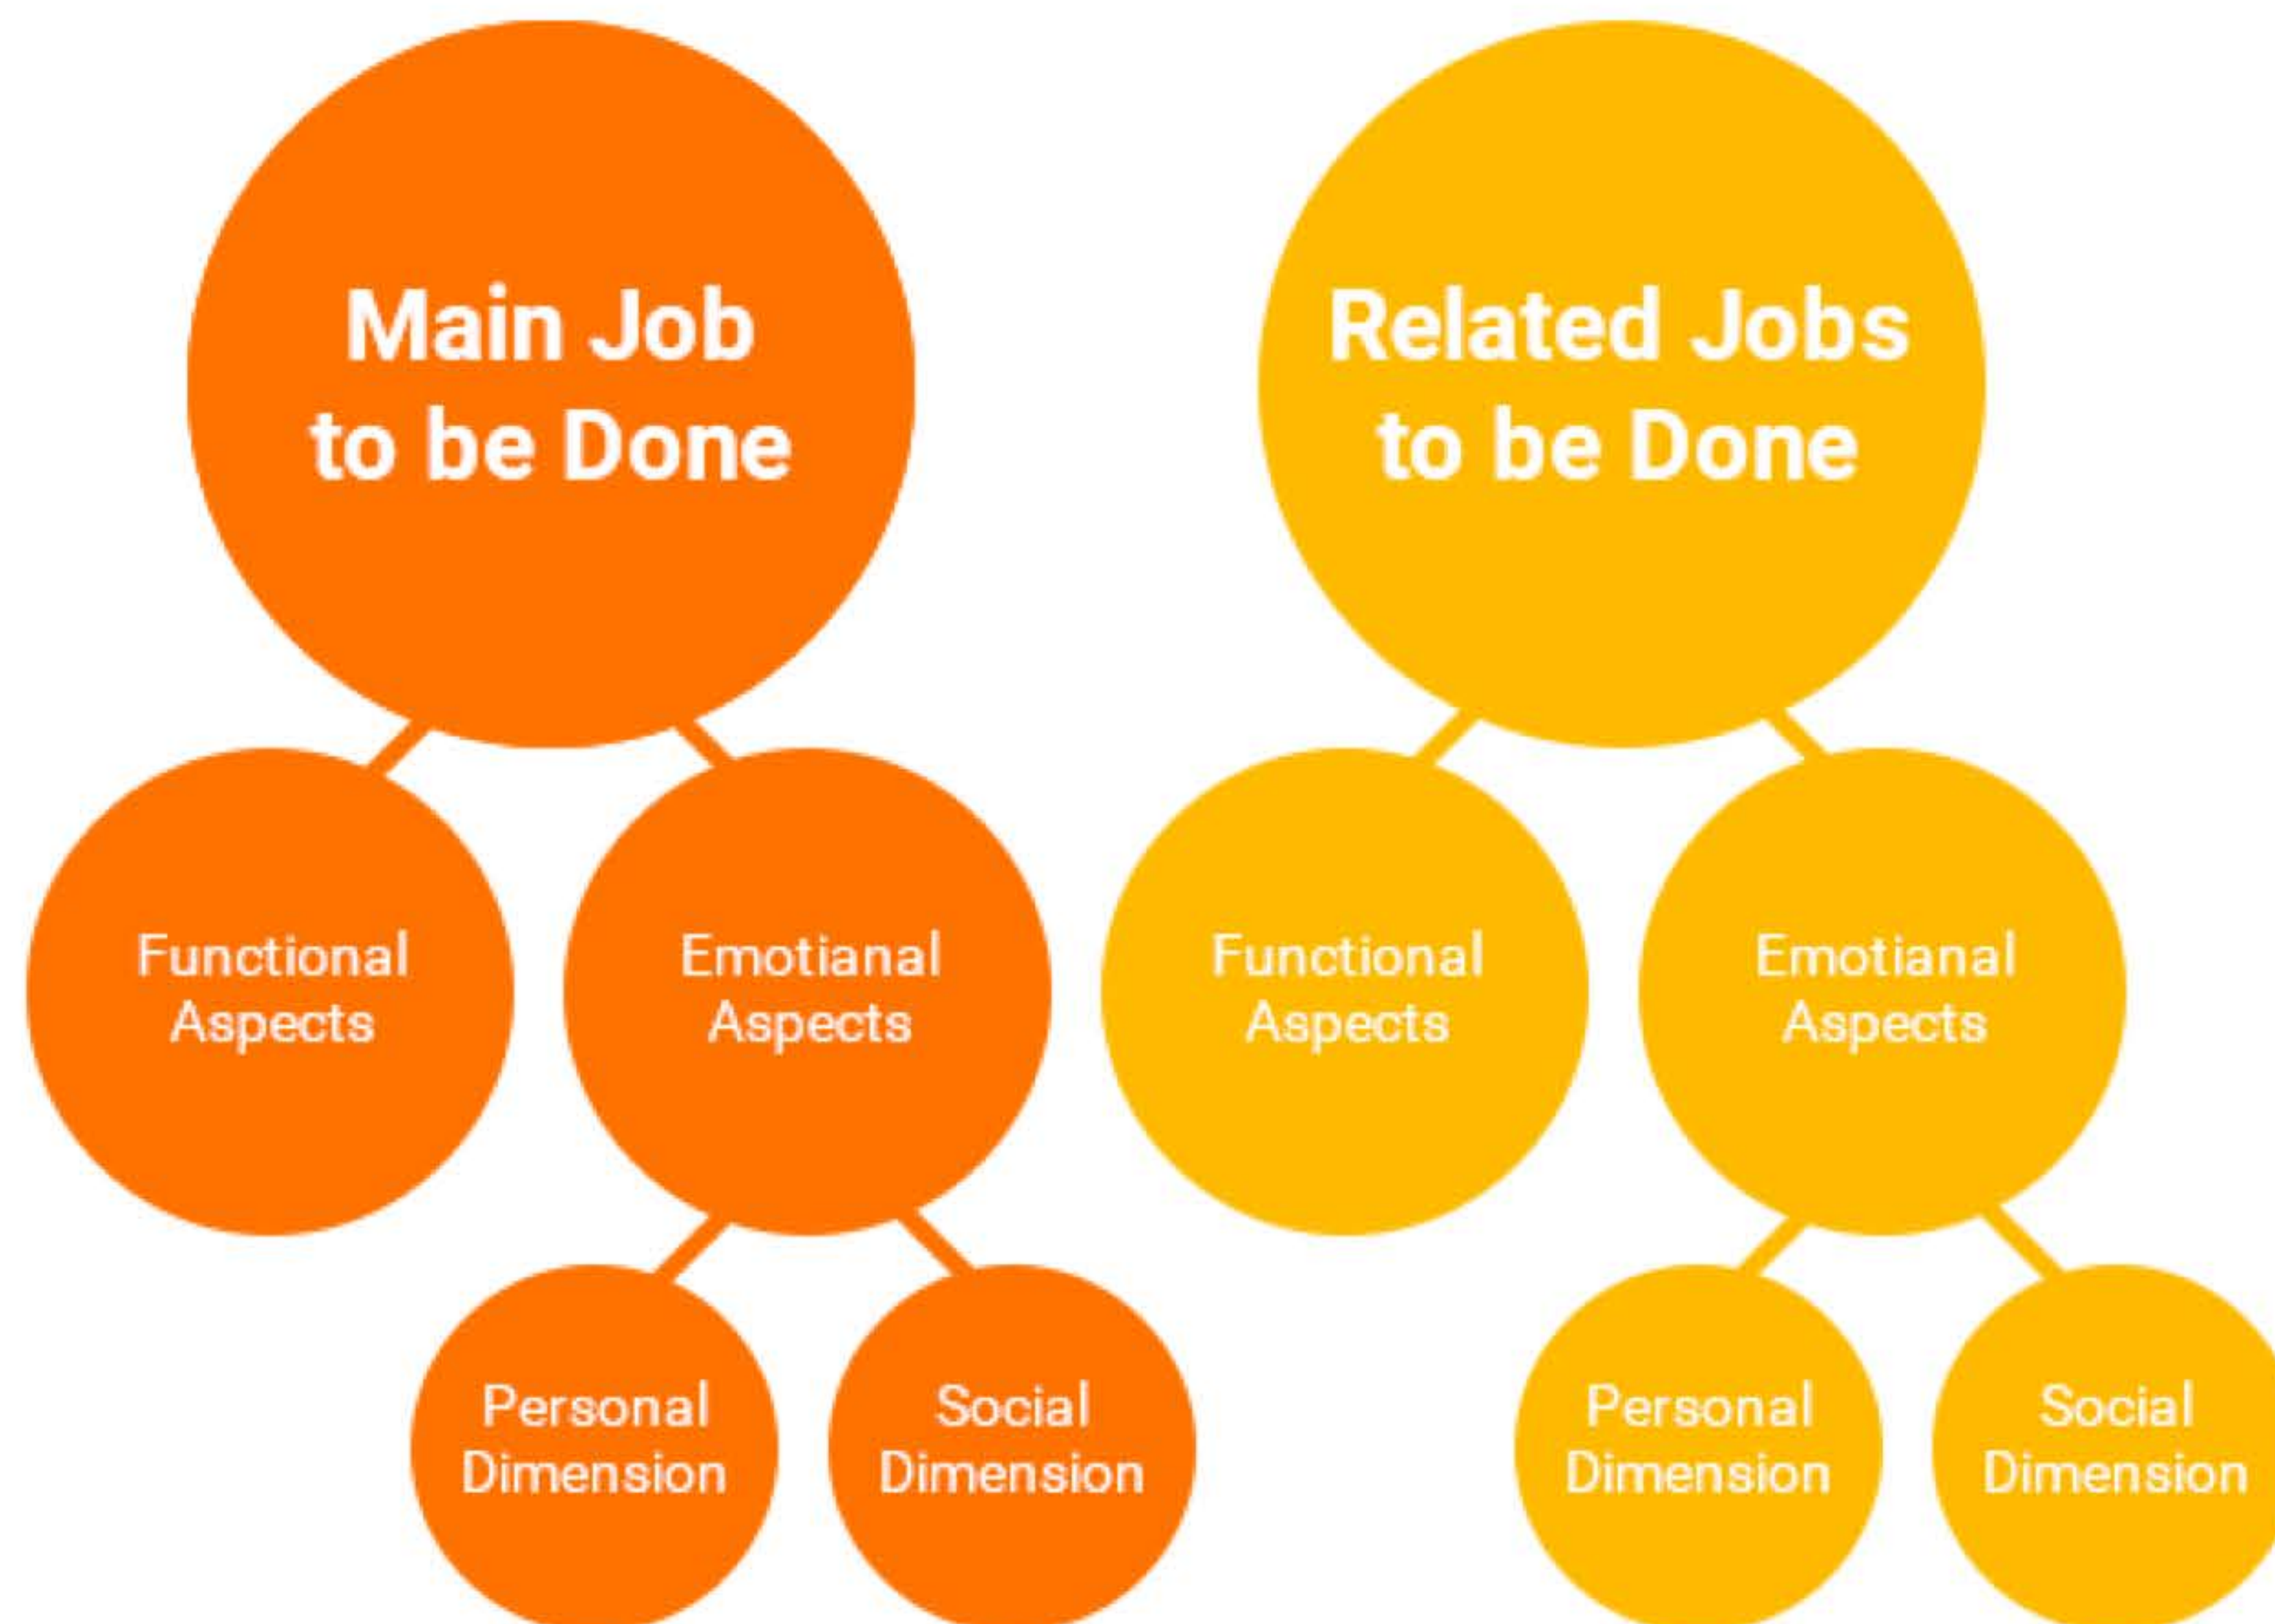 Main Job
to be Done
Related Jobs
to be Done
Functional
Aspects
Emotianal
Aspects
Functional
Aspects
Emotianal
Aspects
Personal
Dimension
Social
Dimension
Personal
Dimension
Social
Dimension